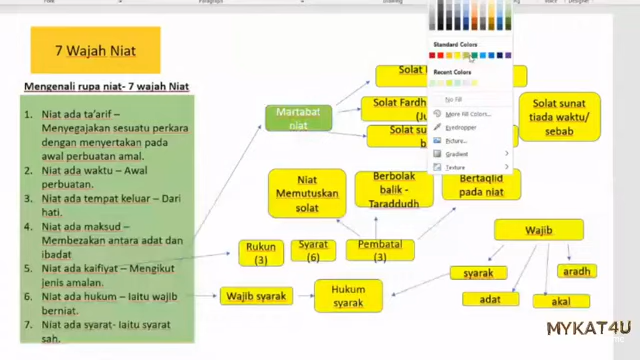 7 Wajah Niat
Mengenali rupa niat- 7 wajah Niat
1. Niat ada ta'arif –
Menyegajakan sesuatu perkara
dengan menyertakan pada
awal perbuatan amal.
2. Niat ada waktu – Awal
perbuatan.
3. Niat ada tempat keluar – Dari
hati.
4. Niat ada maksud –
Membezakan antara adat dan
ibadat
5. Niat ada kaifiyat – Mengikut
jenis amalan.
6. Niat ada hukum – Iaitu wajib
berniat.
7. Niat ada syarat- Iaitu syarat
sah.
Martabat
niat
Solat
Solat Fardh
Solat su
Solat sunat
tiada waktu/
sebab
Standard Colors
Recent Colors
No Fill
More Fill Colors...
Eyedropper
Picture...
Gradient
Texture
Niat
Memutuskan
solat
Berbolak
balik -
Taraddudh
Bertaqlid
pada niat
Rukun
(3)
Syarat
(6)
Pembatal
(3)
Wajib
syarak
adat
akal
aradh
Wajib syarak
Hukum
syarak
MYKAT4U